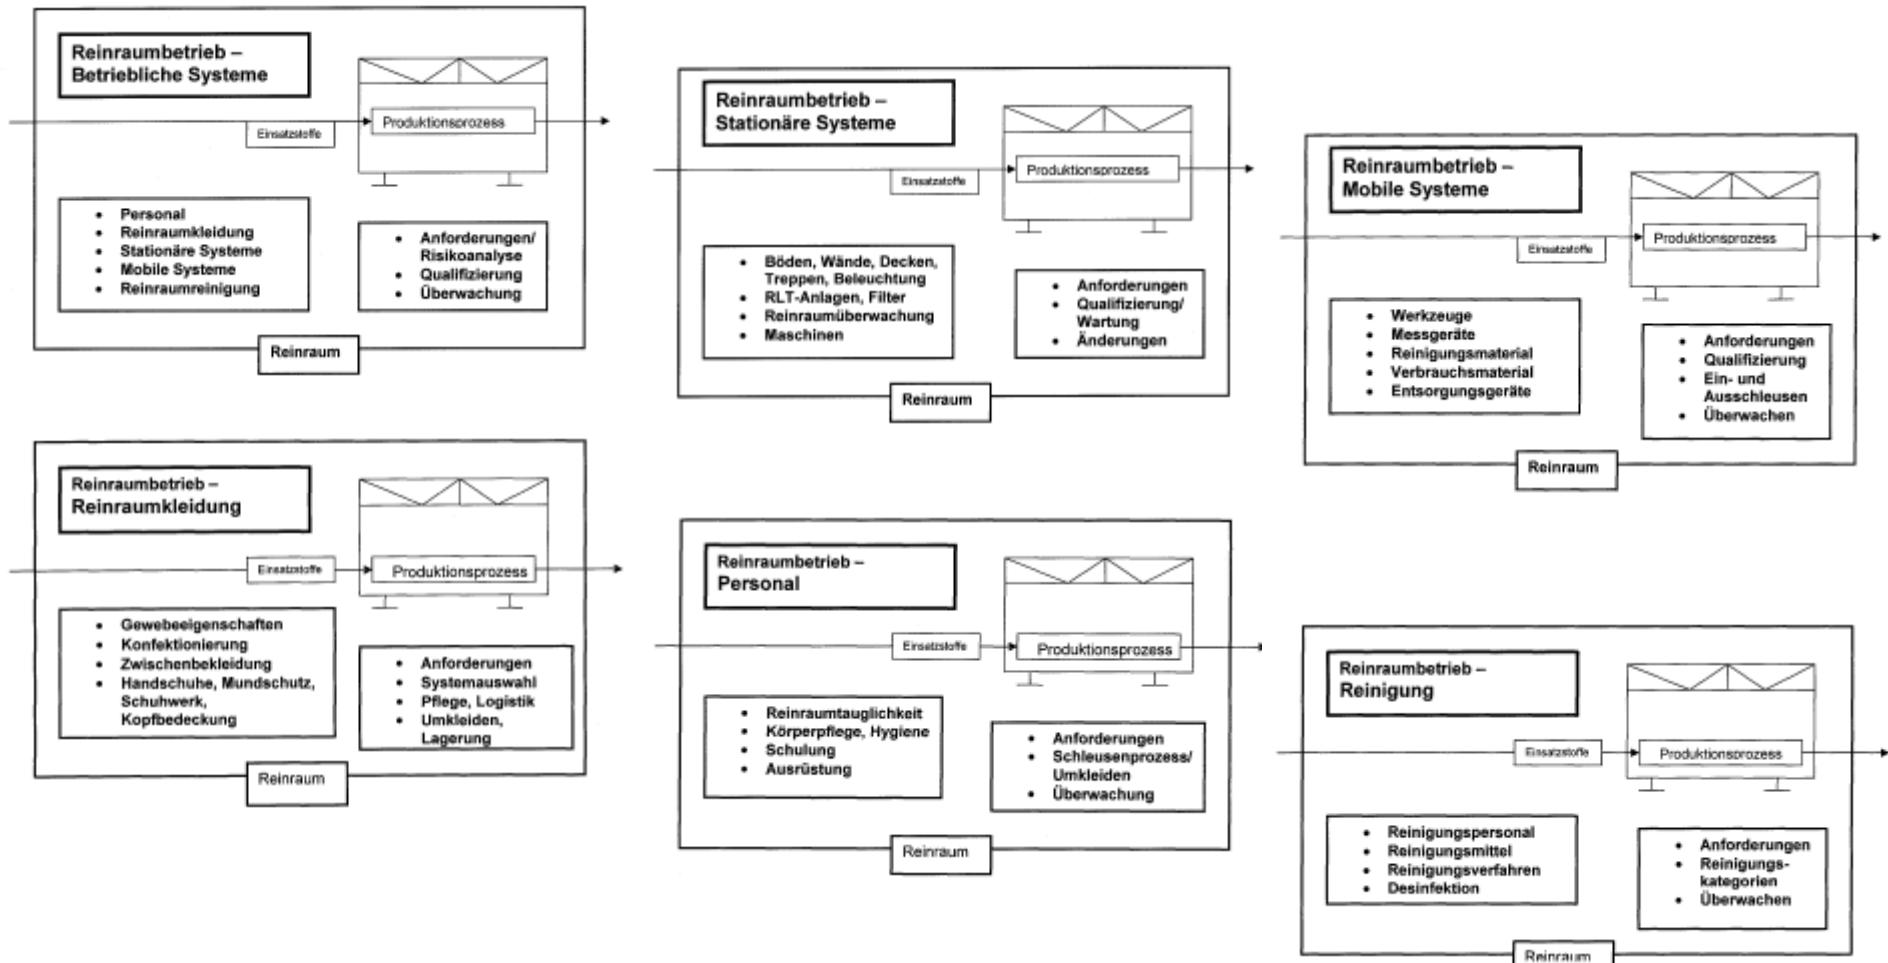 Reinraumbetrieb –
Betriebliche Systeme
Einsatzstoffe
Produktionsprozess
• Personal
• Reinraumkleidung
• Stationäre Systeme
• Mobile Systeme
• Reinraumreinigung
• Anforderungen/
Risikoanalyse
• Qualifizierung
• Überwachung
Reinraum
Reinraumbetrieb –
Stationäre Systeme
Einsatzstoffe
Produktionsprozess
• Böden, Wände, Decken,
Treppen, Beleuchtung
• RLT-Anlagen, Filter
• Reinraumüberwachung
• Maschinen
• Anforderungen
• Qualifizierung/
Wartung
• Änderungen
Reinraum
Reinraumbetrieb –
Mobile Systeme
Einsatzstoffe
Produktionsprozess
• Werkzeuge
• Messgeräte
• Reinigungsmaterial
• Verbrauchsmaterial
• Entsorgungsgeräte
• Anforderungen
• Qualifizierung
• Ein- und
Ausschleusen
• Überwachen
Reinraum
Reinraumbetrieb –
Reinraumkleidung
Einsatzstoffe
Produktionsprozess
• Gewebeeigenschaften
• Konfektionierung
• Zwischenbekleidung
• Handschuhe, Mundschutz,
Schuhwerk,
Kopfbedeckung
• Anforderungen
• Systemauswahl
• Pflege, Logistik
• Umkleiden,
Lagerung
Reinraum
Reinraumbetrieb –
Personal
Einsatzstoffe
Produktionsprozess
• Reinraumtauglichkeit
• Körperpflege, Hygiene
• Schulung
• Ausrüstung
• Anforderungen
• Schleusenprozess/
Umkleiden
• Überwachung
Reinraum
Reinraumbetrieb –
Reinigung
Einsatzstoffe
Produktionsprozess
• Reinigungspersonal
• Reinigungsmittel
• Reinigungsverfahren
• Desinfektion
• Anforderungen
• Reinigungs-
kategorien
• Überwachen
Reinraum